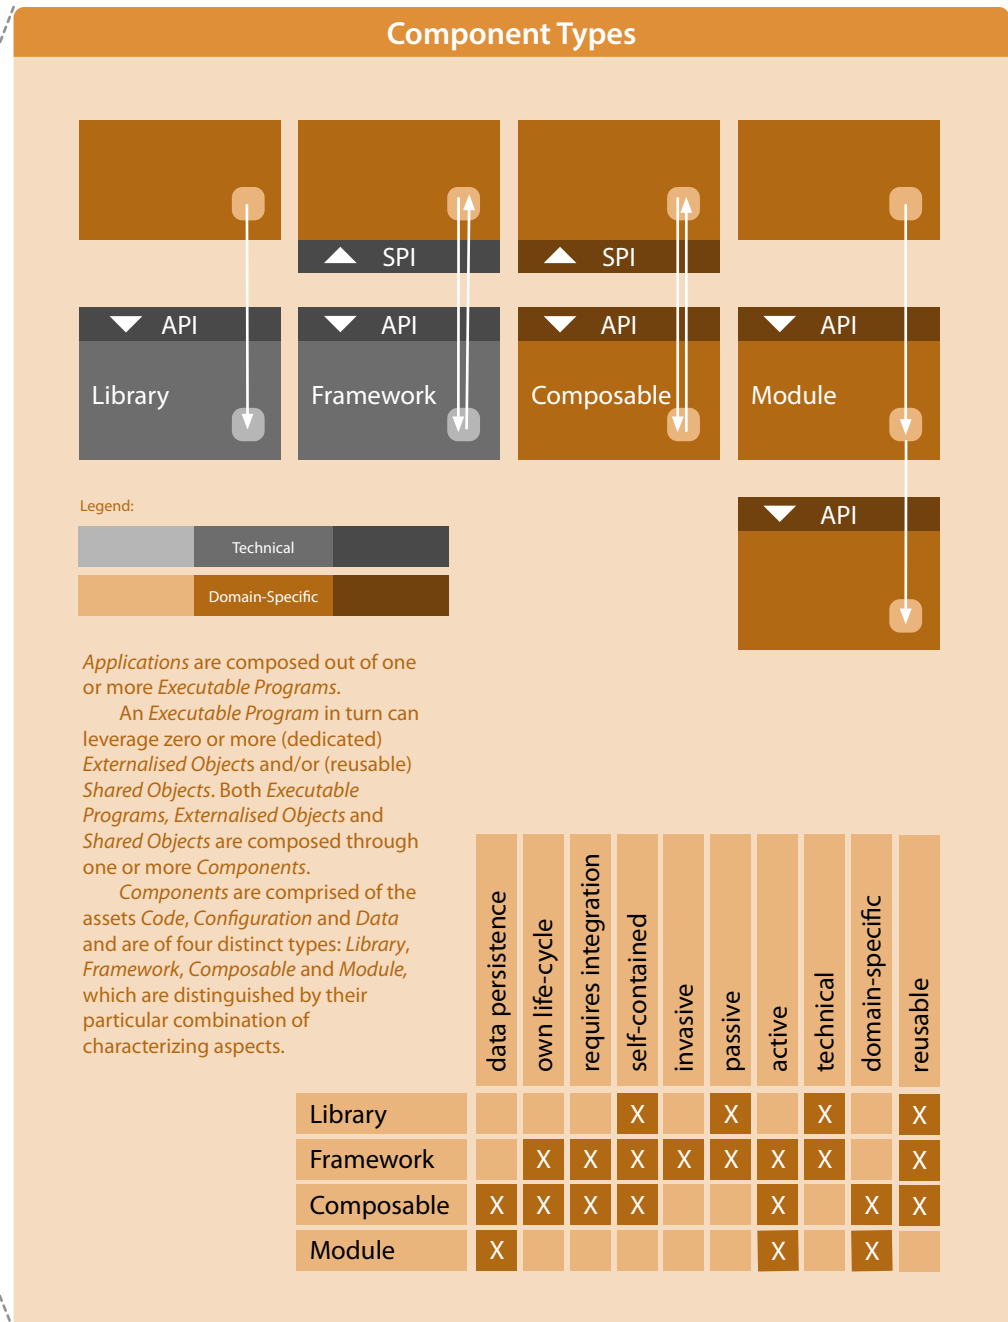 Component Types
SPI
SPI
API
API
API
API
Library
Framework
Composable
Module
Legend:
API
Technical
Domain-Specific
Applications are composed out of one
or more Executable Programs.
An Executable Program in turn can
leverage zero or more (dedicated)
Externalised Objects and/or (reusable)
Shared Objects. Both Executable
Programs, Externalised Objects and
Shared Objects are composed through
one or more Components.
Components are comprised of the
assets Code, Configuration and Data
and are of four distinct types: Library,
Framework, Composable and Module,
which are distinguished by their
particular combination of
characterizing aspects.
data persistence
own life-cycle
requires integration
self-contained
invasive
passive
active
technical
domain-specific
reusable
Library X X X X
Framework X X X X X X X X
Composable X X X X X X X
Module X X X